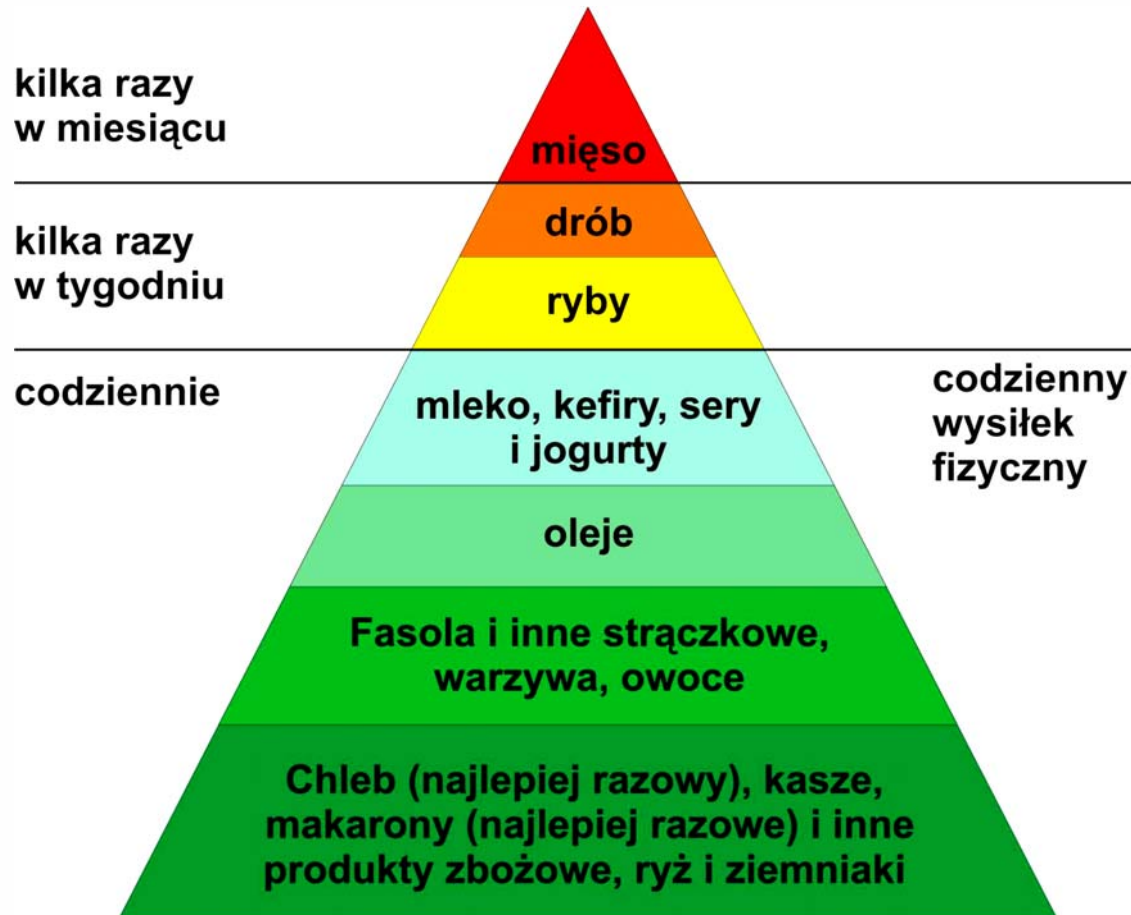 kilka razy
w miesiącu
mięso
kilka razy
w tygodniu
drób
ryby
codziennie
mleko, kefiry, sery
i jogurty
codzienny
wysiłek
fizyczny
oleje
Fasola i inne strączkowe,
warzywa, owoce
Chleb (najlepiej razowy), kasze,
makarony (najlepiej razowe) i inne
produkty zbożowe, ryż i ziemniaki